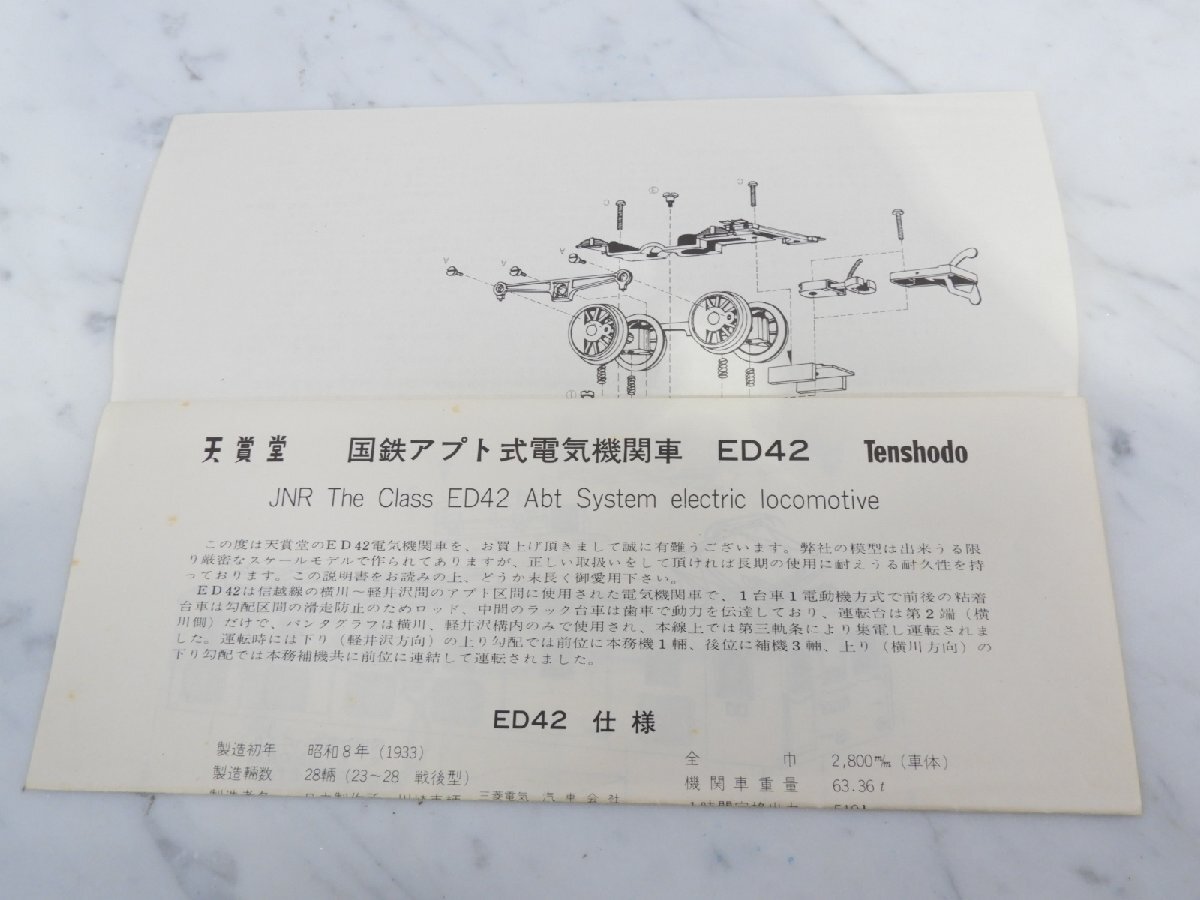 天賞堂 国鉄アプト式電気機関車 ED42 Tenshodo
JNR The Class ED42 Abt System electric locomotive
この度は天賞堂のED42電気機関車を、お買上げ頂きまして誠に有難うございます。弊社の模型は出来うる限
り厳密なスケールモデルで作られてありますが、正しい取扱いをして頂ければ長期の使用に耐えうる耐久性を持
っております。この説明書をお読みの上、どうか末長く御愛用下さい。
ED42は信越線の横川～軽井沢間のアプト区間に使用された電気機関車で、1台車1電動機方式で前後の粘着
台車は勾配区間の滑走防止のためロッド、中間のラック台車は歯車で動力を伝達しており、運転台は第2端(横
川側)だけで、パンタグラフは横川、軽井沢構内のみで使用され、本線上では第三軌条により集電し運転されま
した。運転時には下り(軽井沢方向)の上り勾配では前位に本務機1輛、後位に補機3輛、上り(横川方向)の
下り勾配では本務補機共に前位に連結して運転されました。
ED42 仕様
製造初年 昭和8年(1933)
製造輛数 28輛(23～28 戦後型)
三菱電気 汽車会社
全巾 2,800㎜(車体)
機関車重量 63.36t